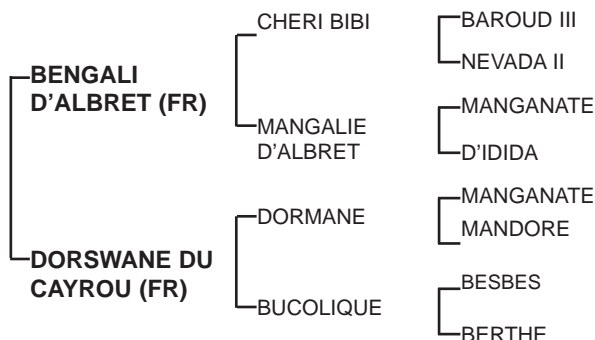 CHERI BIBI
BAROUD III
NEVADA II
BENGALI
D'ALBRET (FR)
MANGALIE
D'ALBRET
MANGANATE
D'IDIDA
DORMANE
MANGANATE
MANDORE
DORSWANE DU
CAYROU (FR)
BUCOLIQUE
BESBES
BERTHE